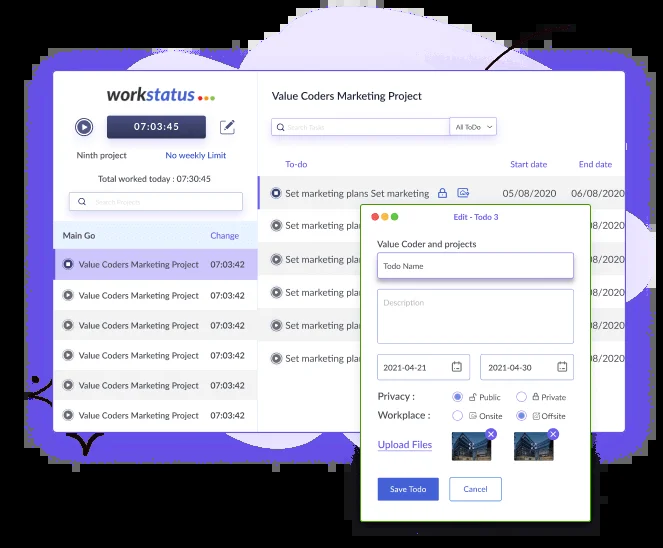 workstatus
07:03:45
Ninth project
No weekly Limit
Total worked today : 07:30:45
Search Projects
Main Go
Change
Value Coders Marketing Project 07:03:42
Value Coders Marketing Project 07:03:42
Value Coders Marketing Project 07:03:42
Value Coders Marketing Project 07:03:42
Value Coders Marketing Project 07:03:42
Value Coders Marketing Project 07:03:42
Value Coders Marketing Project
Search Tasks
All ToDo
To-do Start date End date
Set marketing plans Set marketing 05/08/2020 06/08/2020
Set marketing plan 08/2020
Set marketing plan 08/2020
Set marketing plan 08/2020
Set marketing plan 08/2020
Set marketing plan 08/2020
Edit - Todo 3
Value Coder and projects
Todo Name
Description
2021-04-21 2021-04-30
Privacy : Public Private
Workplace : Onsite Offsite
Upload Files
Save Todo Cancel